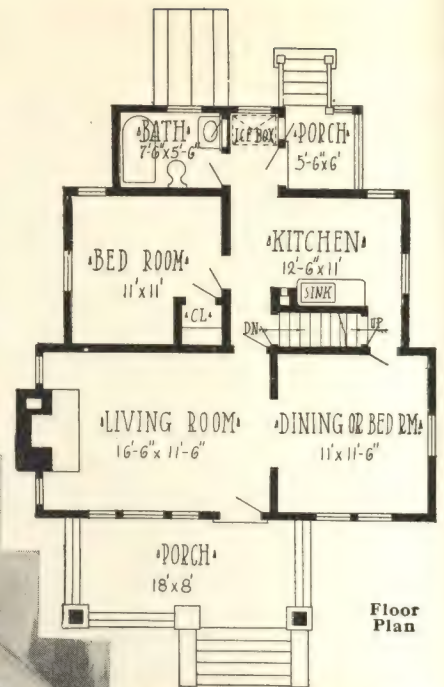 BATH
7'-6"x5'-6"
ICE BOX
PORCH
5'-6"x6'
BED ROOM
11'x11'
KITCHEN
12'-6"x11'
SINK
CL
DN
UP
LIVING ROOM
16'-6"x11'-6"
DINING OR BED RM.
11'x11'-6"
PORCH
18'x8'
Floor
Plan